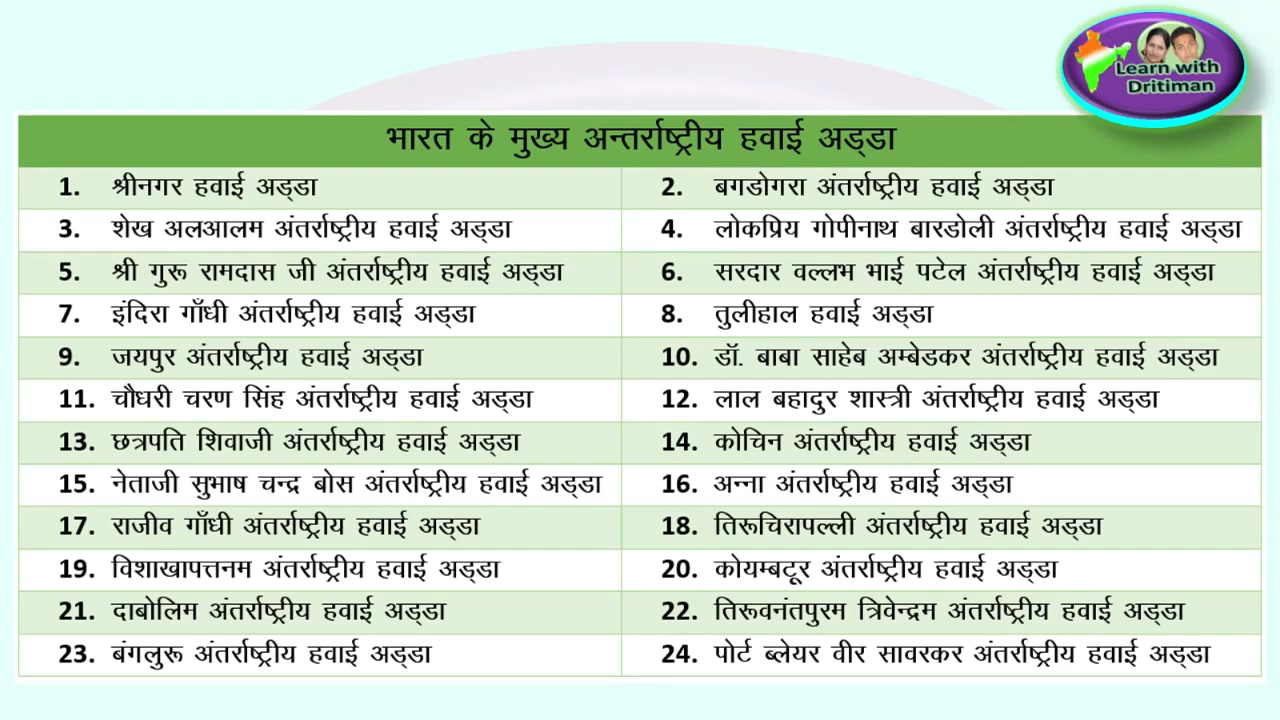 Learn with
Dritiman
भारत के मुख्य अन्तर्राष्ट्रीय हवाई अड्डा
1. श्रीनगर हवाई अड्डा
2. बगडोगरा अंतर्राष्ट्रीय हवाई अड्डा
3. शेख अलआलम अंतर्राष्ट्रीय हवाई अड्डा
4. लोकप्रिय गोपीनाथ बारडोली अंतर्राष्ट्रीय हवाई अड्डा
5. श्री गुरू रामदास जी अंतर्राष्ट्रीय हवाई अड्डा
6. सरदार वल्लभ भाई पटेल अंतर्राष्ट्रीय हवाई अड्डा
7. इंदिरा गाँधी अंतर्राष्ट्रीय हवाई अड्डा
8. तुलीहाल हवाई अड्डा
9. जयपुर अंतर्राष्ट्रीय हवाई अड्डा
10. डॉ. बाबा साहेब अम्बेडकर अंतर्राष्ट्रीय हवाई अड्डा
11. चौधरी चरण सिंह अंतर्राष्ट्रीय हवाई अड्डा
12. लाल बहादुर शास्त्री अंतर्राष्ट्रीय हवाई अड्डा
13. छत्रपति शिवाजी अंतर्राष्ट्रीय हवाई अड्डा
14. कोचिन अंतर्राष्ट्रीय हवाई अड्डा
15. नेताजी सुभाष चन्द्र बोस अंतर्राष्ट्रीय हवाई अड्डा
16. अन्ना अंतर्राष्ट्रीय हवाई अड्डा
17. राजीव गाँधी अंतर्राष्ट्रीय हवाई अड्डा
18. तिरूचिरापल्ली अंतर्राष्ट्रीय हवाई अड्डा
19. विशाखापत्तनम अंतर्राष्ट्रीय हवाई अड्डा
20. कोयम्बटूर अंतर्राष्ट्रीय हवाई अड्डा
21. दाबोलिम अंतर्राष्ट्रीय हवाई अड्डा
22. तिरूवनंतपुरम त्रिवेन्द्रम अंतर्राष्ट्रीय हवाई अड्डा
23. बंगलुरू अंतर्राष्ट्रीय हवाई अड्डा
24. पोर्ट ब्लेयर वीर सावरकर अंतर्राष्ट्रीय हवाई अड्डा